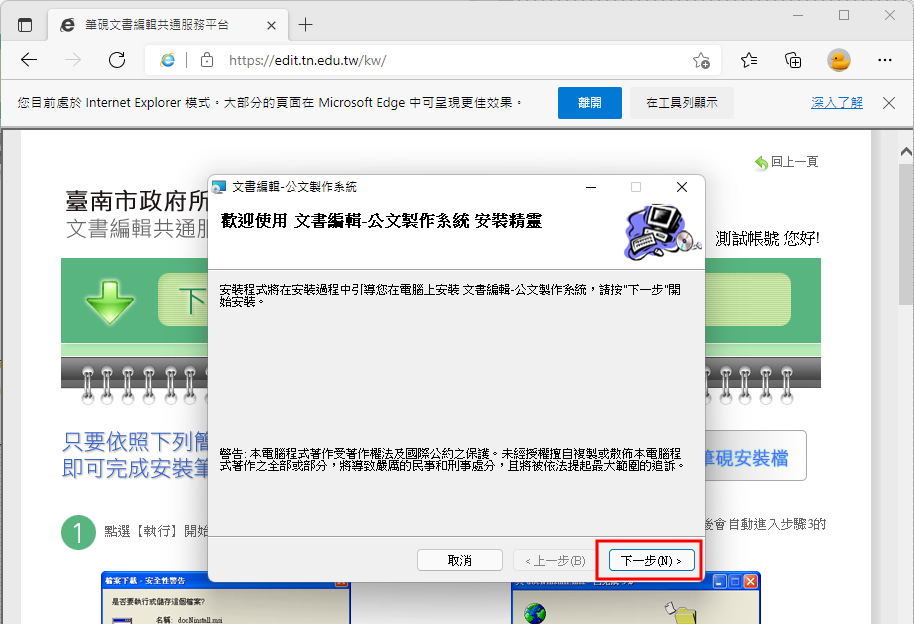 筆硯文書編輯共通服務平台
https://edit.tn.edu.tw/kw/
您目前處於 Internet Explorer 模式。大部分的頁面在 Microsoft Edge 中可呈現更佳效果。
離開
在工具列顯示
深入了解
回上一頁
臺南市政府所
文書編輯共通服
測試帳號 您好!
下
文書編輯-公文製作系統
歡迎使用 文書編輯-公文製作系統 安裝精靈
安裝程式將在安裝過程中引導您在電腦上安裝 文書編輯-公文製作系統，請按"下一步"開
始安裝。
警告: 本電腦程式著作受著作權法及國際公約之保護。未經授權擅自複製或散佈本電腦程
式著作之全部或部分，將導致嚴厲的民事和刑事處分，且將被依法提起最大範圍的追訴。
取消
< 上一步(B)
下一步(N) >
只要依照下列簡
即可完成安裝筆
筆硯安裝檔
1
點選【執行】開始
後會自動進入步驟3的
檔案下載 - 安全性警告
是否要執行或儲存這個檔案?
名稱: docNinstall.msi